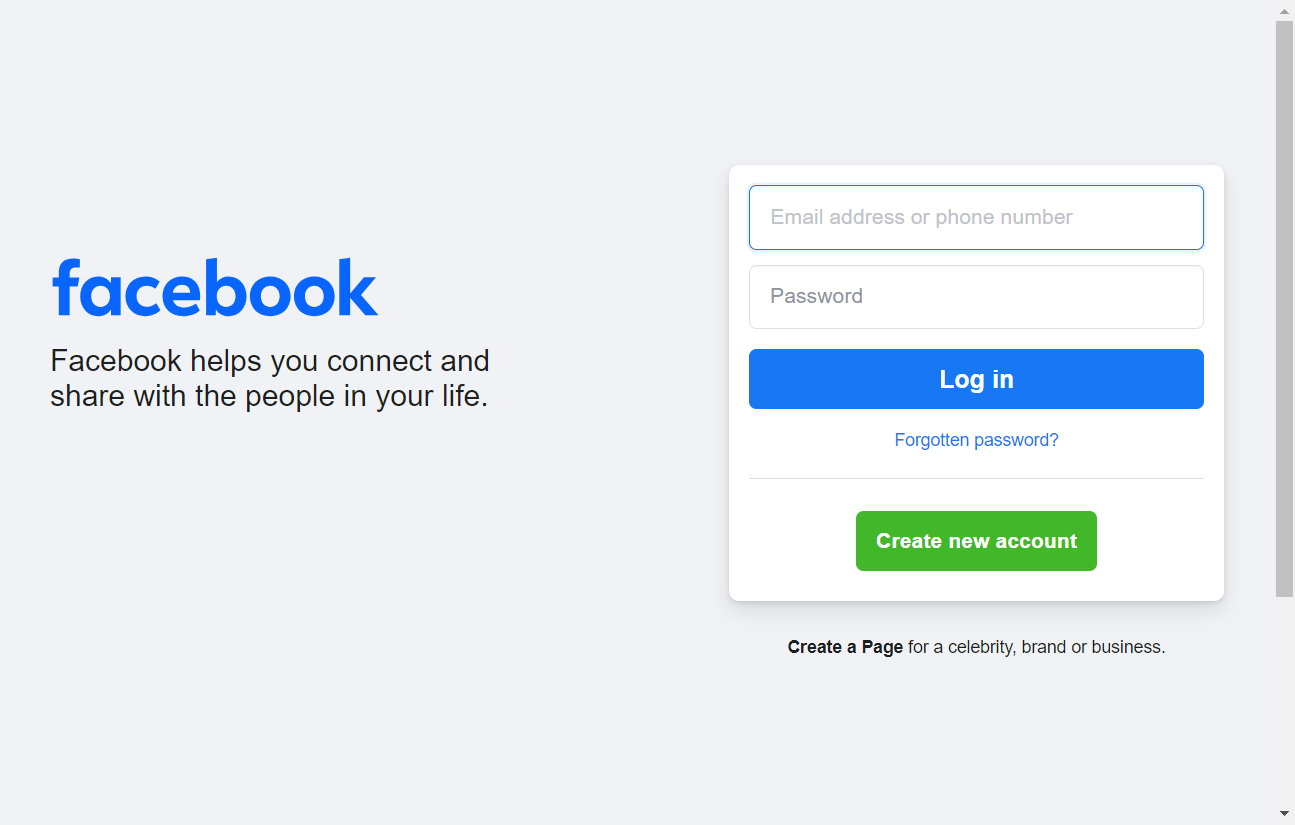 facebook
Facebook helps you connect and
share with the people in your life.
Email address or phone number
Password
Log in
Forgotten password?
Create new account
Create a Page for a celebrity, brand or business.